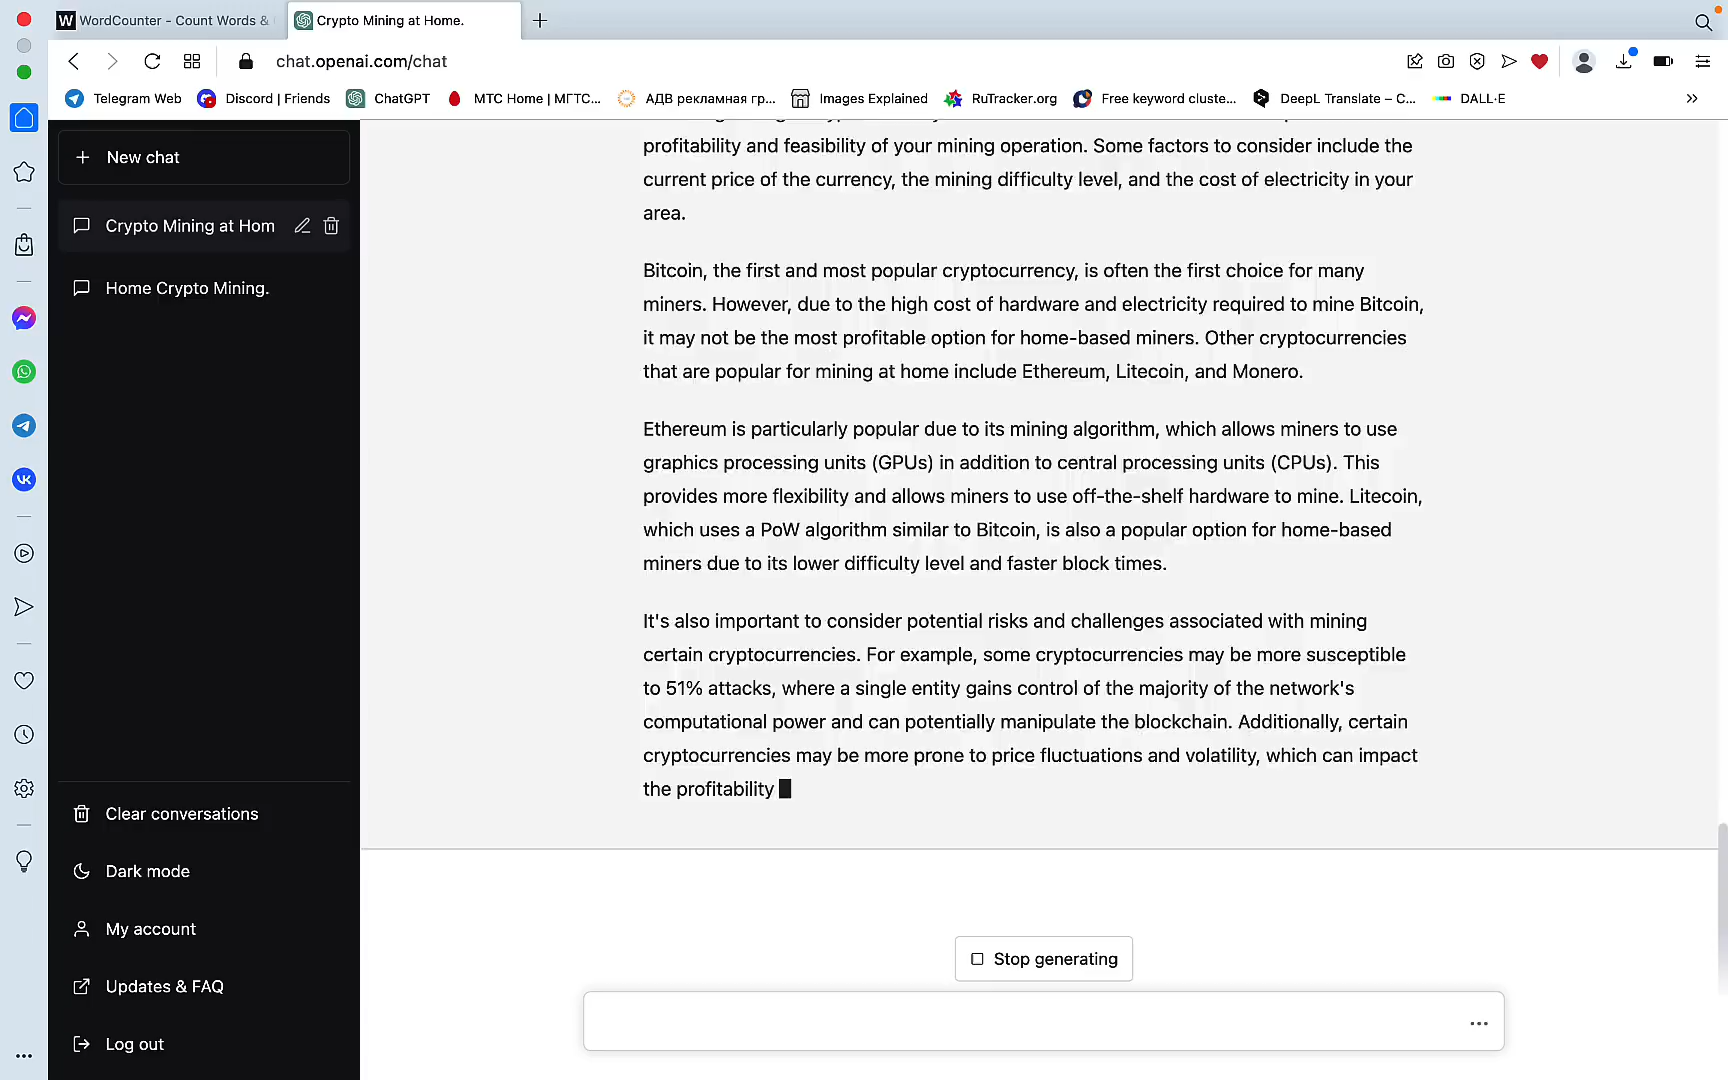 WordCounter - Count Words &
Crypto Mining at Home.
chat.openai.com/chat
Telegram Web
Discord | Friends
ChatGPT
МТС Home | МГТС...
АДВ рекламная гр...
Images Explained
RuTracker.org
Free keyword cluste...
DeepL Translate – C...
DALL·E
New chat
Crypto Mining at Hom
Home Crypto Mining.
Clear conversations
Dark mode
My account
Updates & FAQ
Log out
profitability and feasibility of your mining operation. Some factors to consider include the
current price of the currency, the mining difficulty level, and the cost of electricity in your
area.
Bitcoin, the first and most popular cryptocurrency, is often the first choice for many
miners. However, due to the high cost of hardware and electricity required to mine Bitcoin,
it may not be the most profitable option for home-based miners. Other cryptocurrencies
that are popular for mining at home include Ethereum, Litecoin, and Monero.
Ethereum is particularly popular due to its mining algorithm, which allows miners to use
graphics processing units (GPUs) in addition to central processing units (CPUs). This
provides more flexibility and allows miners to use off-the-shelf hardware to mine. Litecoin,
which uses a PoW algorithm similar to Bitcoin, is also a popular option for home-based
miners due to its lower difficulty level and faster block times.
It's also important to consider potential risks and challenges associated with mining
certain cryptocurrencies. For example, some cryptocurrencies may be more susceptible
to 51% attacks, where a single entity gains control of the majority of the network's
computational power and can potentially manipulate the blockchain. Additionally, certain
cryptocurrencies may be more prone to price fluctuations and volatility, which can impact
the profitability
Stop generating